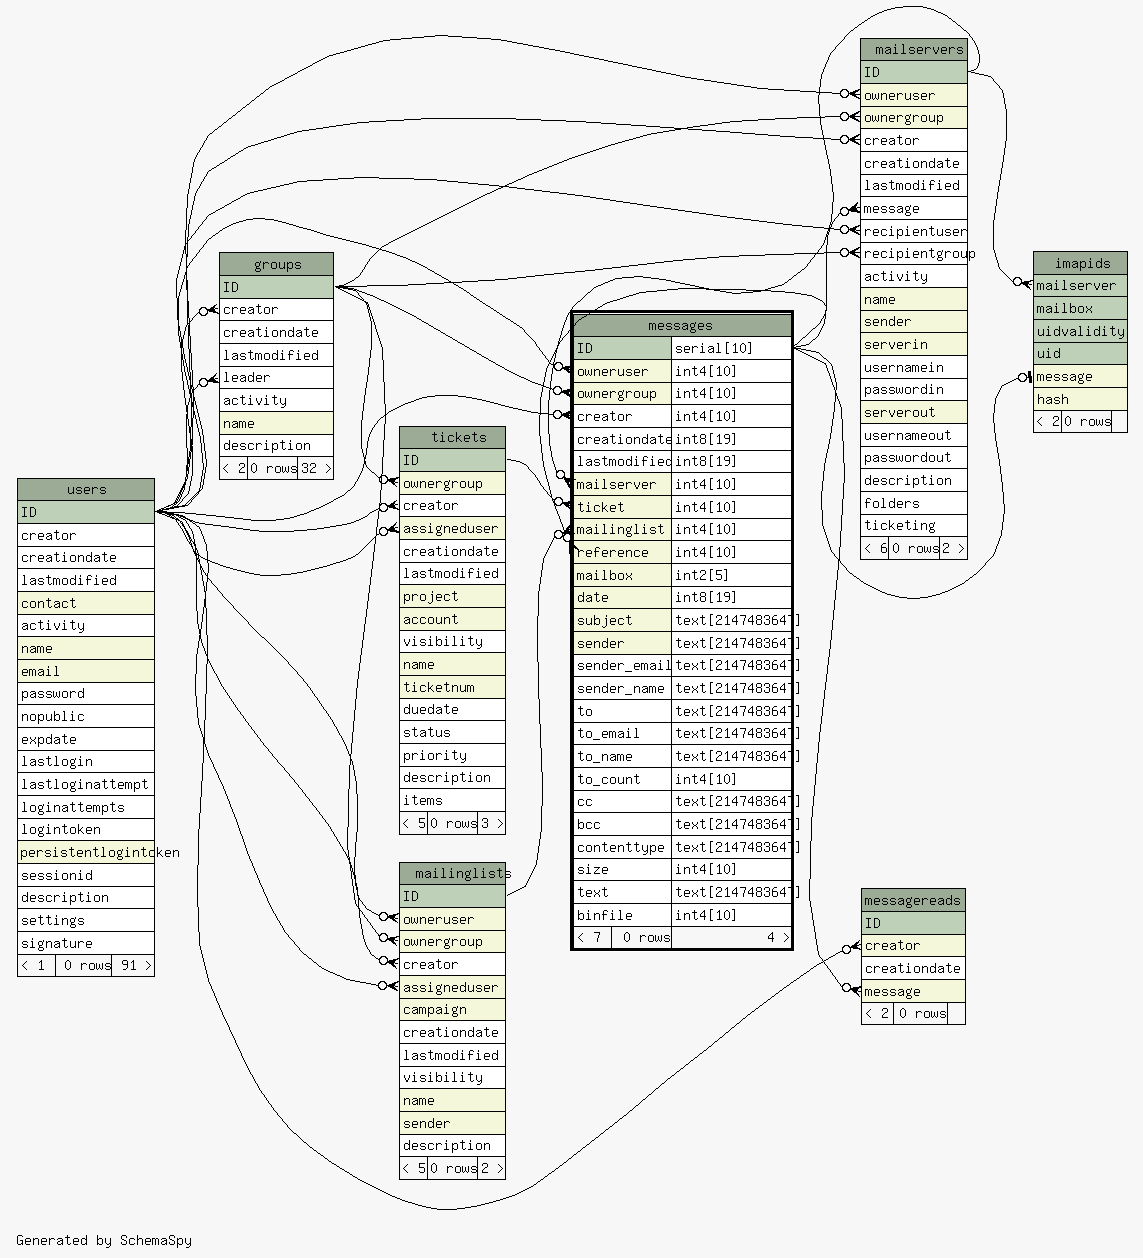 mailservers
ID
owneruser
ownergroup
creator
creationdate
lastmodified
message
recipientuser
recipientgroup
activity
name
sender
serverin
usernamein
passwordin
serverout
usernameout
passwordout
description
folders
ticketing
< 6 0 rows 2 >
groups
ID
creator
creationdate
lastmodified
leader
activity
name
description
< 2 0 rows 32 >
imapids
mailserver
mailbox
uidvalidity
uid
message
hash
< 2 0 rows
messages
ID serial[10]
owneruser int4[10]
ownergroup int4[10]
creator int4[10]
creationdate int8[19]
lastmodified int8[19]
mailserver int4[10]
ticket int4[10]
mailinglist int4[10]
reference int4[10]
mailbox int2[5]
date int8[19]
subject text[2147483647]
sender text[2147483647]
sender_email text[2147483647]
sender_name text[2147483647]
to text[2147483647]
to_email text[2147483647]
to_name text[2147483647]
to_count int4[10]
cc text[2147483647]
bcc text[2147483647]
contenttype text[2147483647]
size int4[10]
text text[2147483647]
binfile int4[10]
< 7 0 rows 4 >
tickets
ID
ownergroup
creator
assigneduser
creationdate
lastmodified
project
account
visibility
name
ticketnum
duedate
status
priority
description
items
< 5 0 rows 3 >
users
ID
creator
creationdate
lastmodified
contact
activity
name
email
password
nopublic
expdate
lastlogin
lastloginattempt
loginattempts
logintoken
persistentlogintoken
sessionid
description
settings
signature
< 1 0 rows 91 >
mailinglists
ID
owneruser
ownergroup
creator
assigneduser
campaign
creationdate
lastmodified
visibility
name
sender
description
< 5 0 rows 2 >
messagereads
ID
creator
creationdate
message
< 2 0 rows
Generated by SchemaSpy